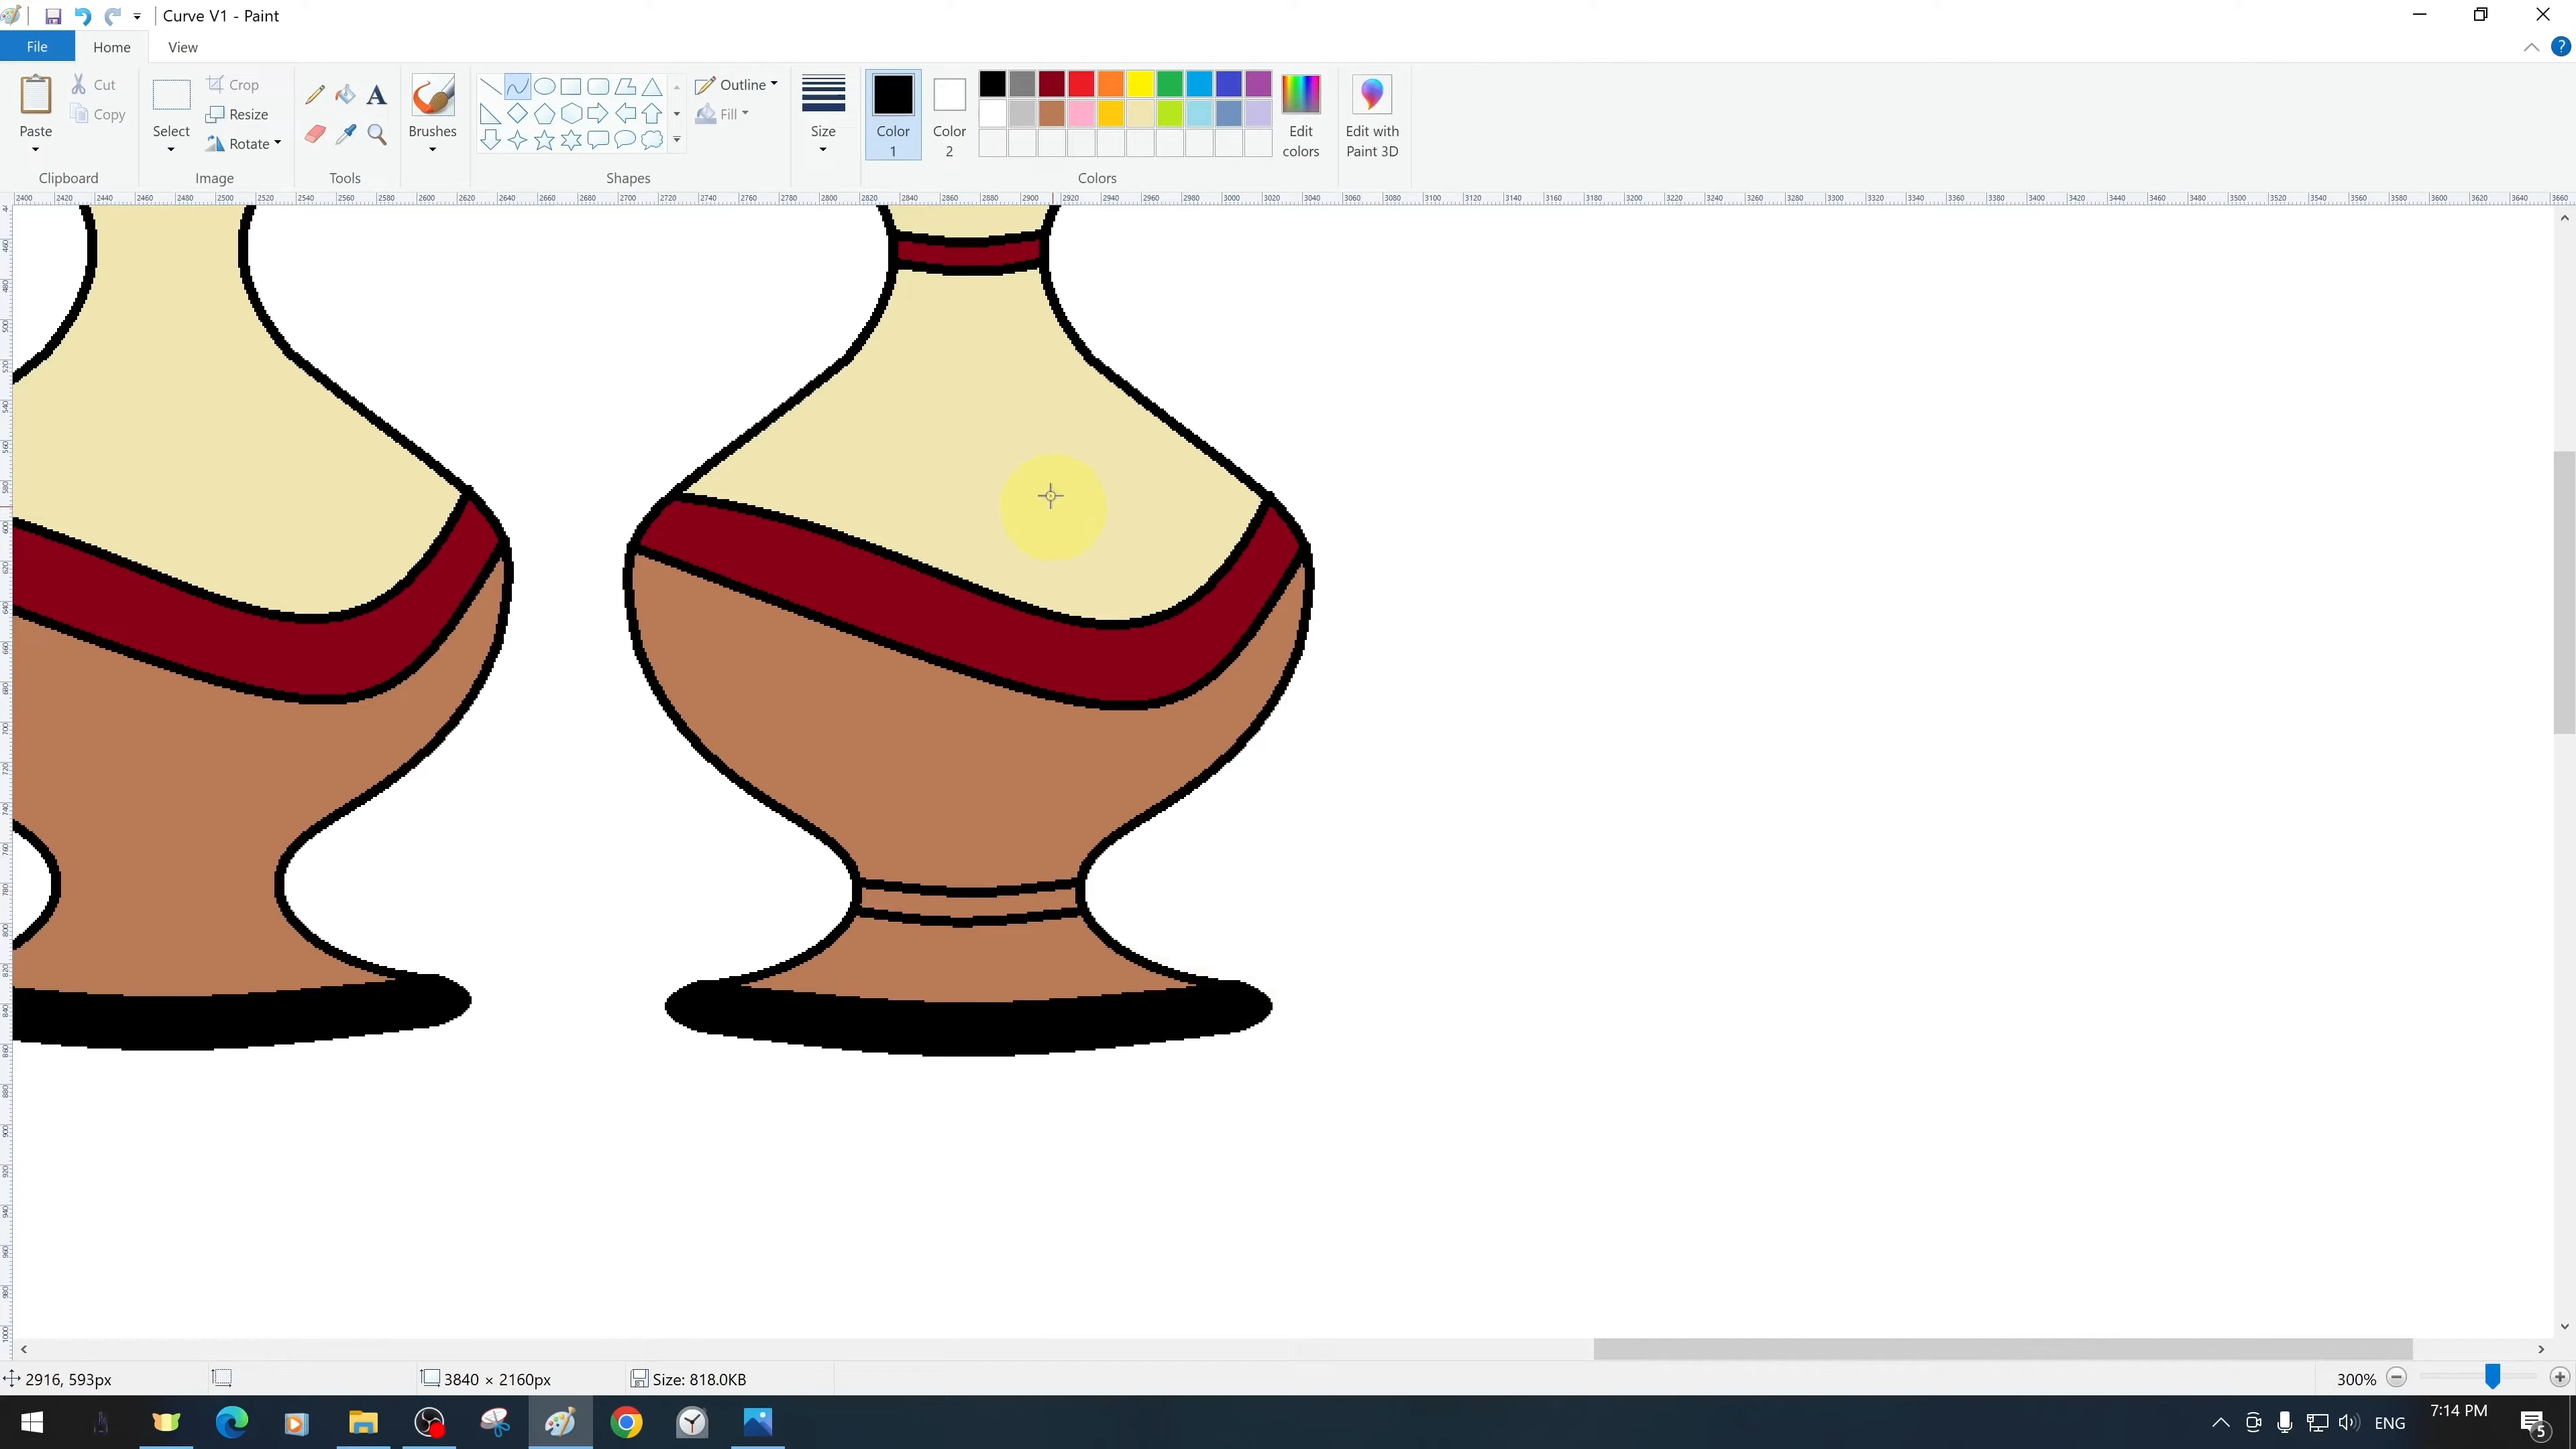 Curve V1 - Paint
File Home View
Paste
Cut
Copy
Clipboard
Select
Crop
Resize
Rotate
Image
Tools
Brushes
Shapes
Outline
Fill
Size
Color 1
Color 2
Colors
Edit colors
Edit with Paint 3D
2916, 593px
3840 × 2160px
Size: 818.0KB
300%
ENG
7:14 PM
5